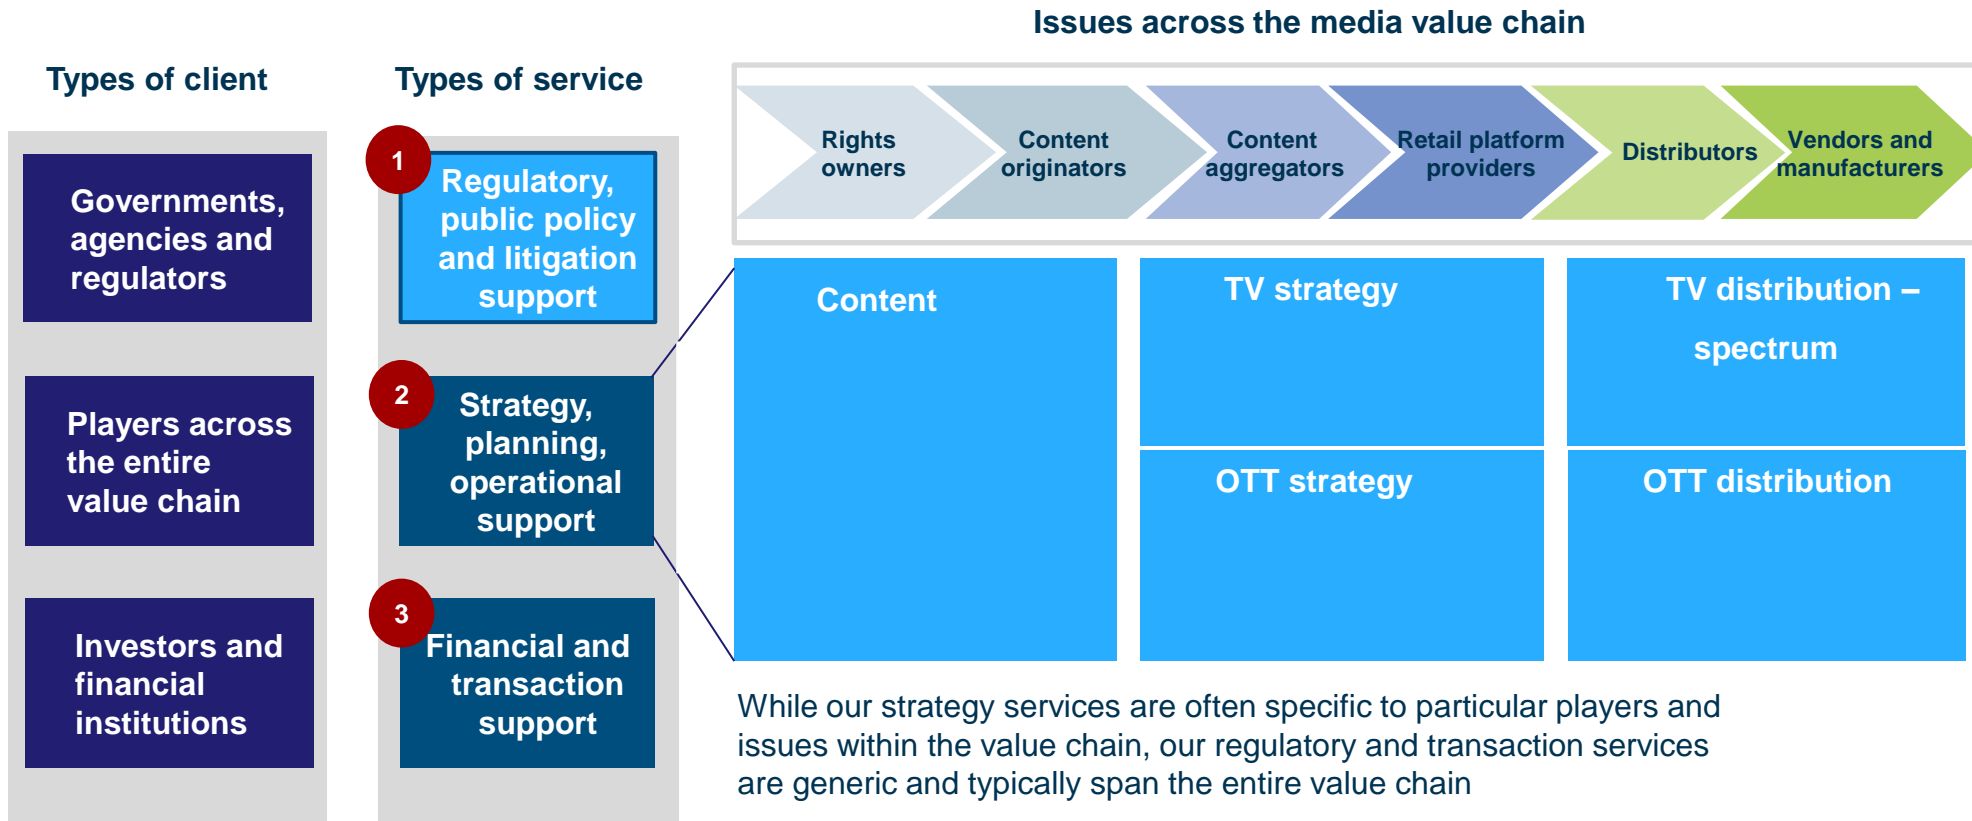 Issues across the media value chain
Types of client
Types of service
Rights
owners
Content
originators
Content
aggregators
Retail platform
providers
Distributors
Vendors and
manufacturers
Governments,
agencies and
regulators
Players across
the entire
value chain
Investors and
financial
institutions
1
Regulatory,
public policy
and litigation
support
2
Strategy,
planning,
operational
support
3
Financial and
transaction
support
Content
TV strategy
TV distribution –
spectrum
OTT strategy
OTT distribution
While our strategy services are often specific to particular players and
issues within the value chain, our regulatory and transaction services
are generic and typically span the entire value chain